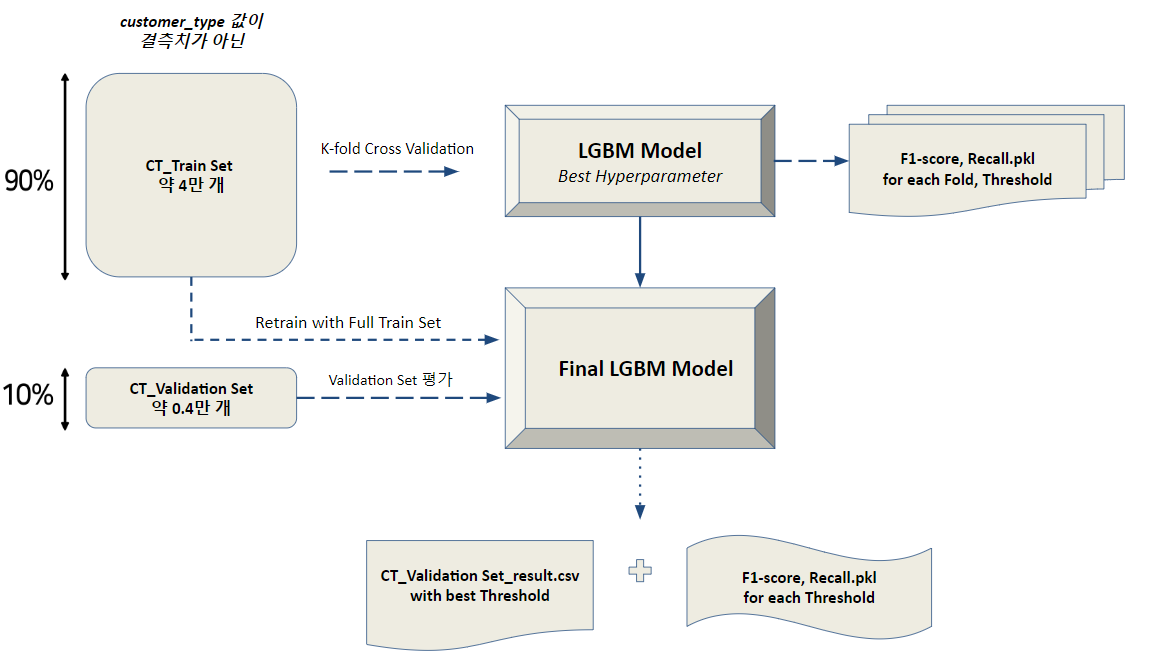 customer_type 값이
결측치가 아닌
90%
CT_Train Set
약 4만 개
K-fold Cross Validation
LGBM Model
Best Hyperparameter
F1-score, Recall.pkl
for each Fold, Threshold
Retrain with Full Train Set
10%
CT_Validation Set
약 0.4만 개
Validation Set 평가
Final LGBM Model
CT_Validation Set_result.csv
with best Threshold
F1-score, Recall.pkl
for each Threshold